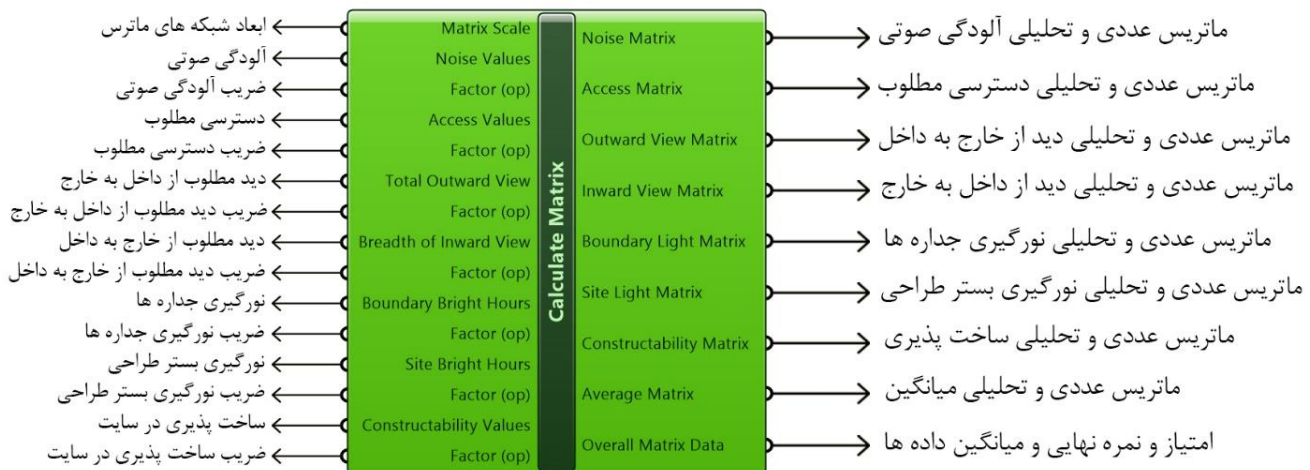 ابعاد شبکه های ماترس
آلودگی صوتی
ضریب آلودگی صوتی
دسترسی مطلوب
ضریب دسترسی مطلوب
دید مطلوب از داخل به خارج
ضریب دید مطلوب از داخل به خارج
دید مطلوب از خارج به داخل
ضریب دید مطلوب از خارج به داخل
نورگیری جداره ها
ضریب نورگیری جداره ها
نورگیری بستر طراحی
ضریب نورگیری بستر طراحی
ساخت پذیری در سایت
ضریب ساخت پذیری در سایت
Matrix Scale
Noise Values
Factor (op)
Access Values
Factor (op)
Total Outward View
Factor (op)
Breadth of Inward View
Factor (op)
Boundary Bright Hours
Factor (op)
Site Bright Hours
Factor (op)
Constructability Values
Factor (op)
Calculate Matrix
Noise Matrix
Access Matrix
Outward View Matrix
Inward View Matrix
Boundary Light Matrix
Site Light Matrix
Constructability Matrix
Average Matrix
Overall Matrix Data
ماتریس عددی و تحلیلی آلودگی صوتی
ماتریس عددی و تحلیلی دسترسی مطلوب
ماتریس عددی و تحلیلی دید از خارج به داخل
ماتریس عددی و تحلیلی دید از داخل به خارج
ماتریس عددی و تحلیلی نورگیری جداره ها
ماتریس عددی و تحلیلی نورگیری بستر طراحی
ماتریس عددی و تحلیلی ساخت پذیری
ماتریس عددی و تحلیلی میانگین
امتیاز و نمره نهایی و میانگین داده ها